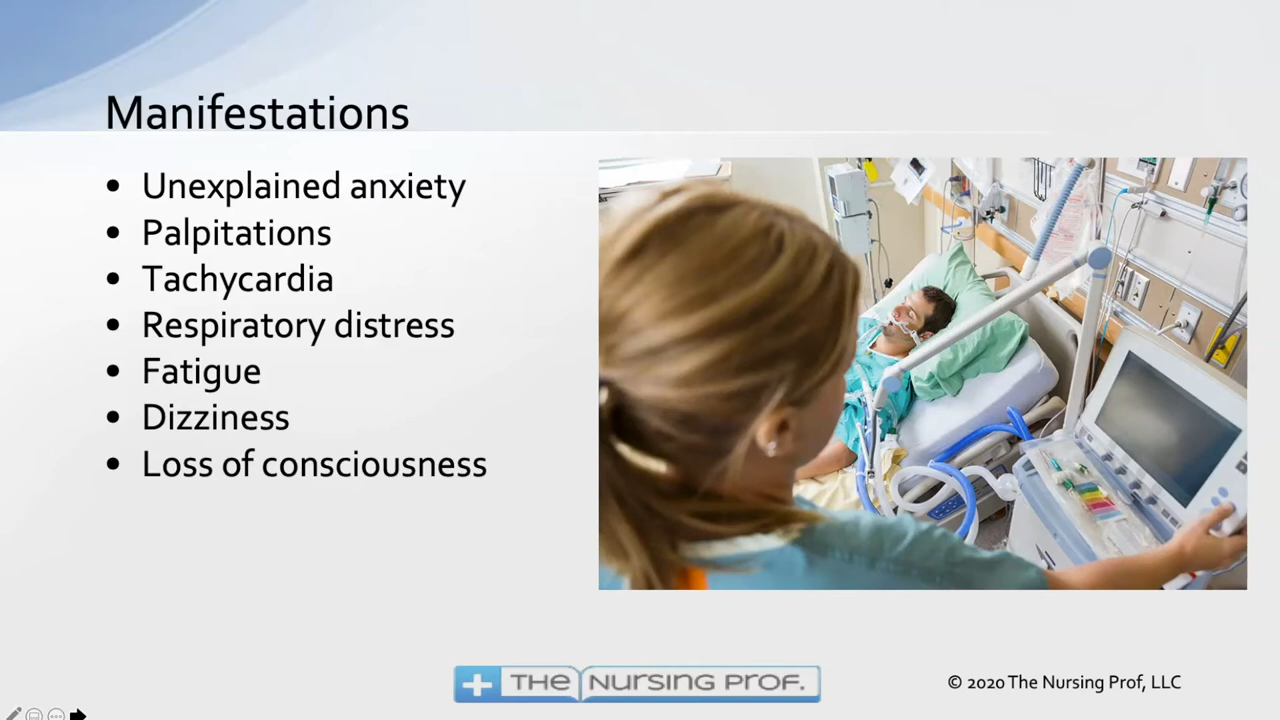 Manifestations
• Unexplained anxiety
• Palpitations
• Tachycardia
• Respiratory distress
• Fatigue
• Dizziness
• Loss of consciousness
THE NURSING PROF.
© 2020 The Nursing Prof, LLC